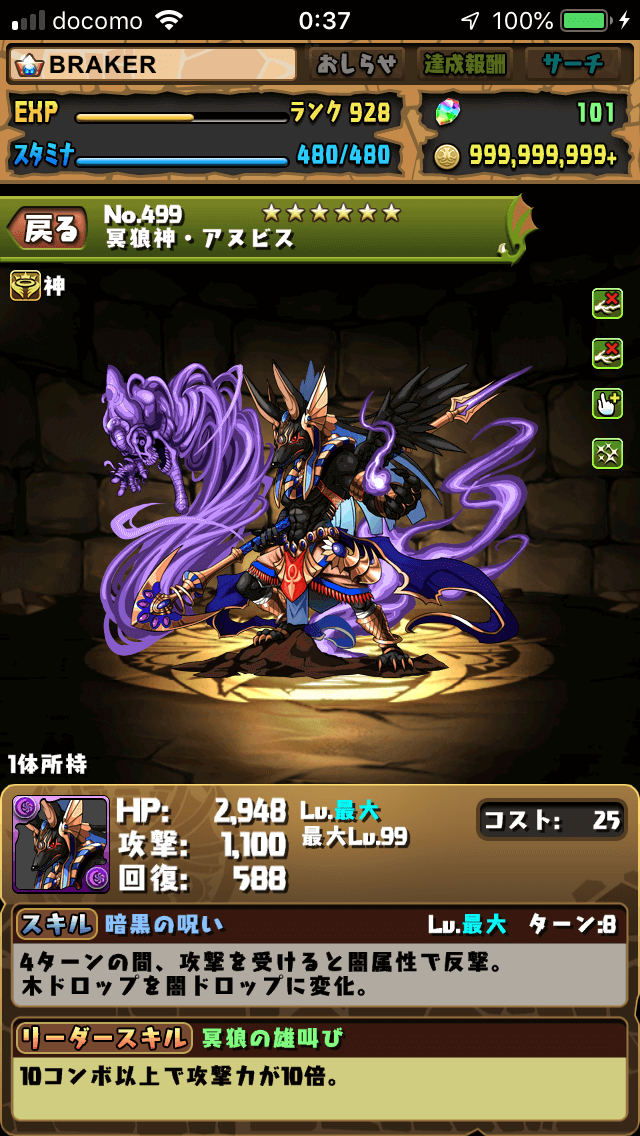 docomo 0:37 100%
BRAKER おしらせ 達成報酬 サーチ
EXP ランク 928 101
スタミナ 480/480 999,999,999+
戻る No.499 ☆☆☆☆☆☆
冥狼神・アヌビス
神
1体所持
HP: 2,948 Lv.最大 コスト: 25
攻撃: 1,100 最大Lv.99
回復: 588
スキル 暗黒の呪い Lv.最大 ターン:8
4ターンの間、攻撃を受けると闇属性で反撃。
木ドロップを闇ドロップに変化。
リーダースキル 冥狼の雄叫び
10コンボ以上で攻撃力が10倍。